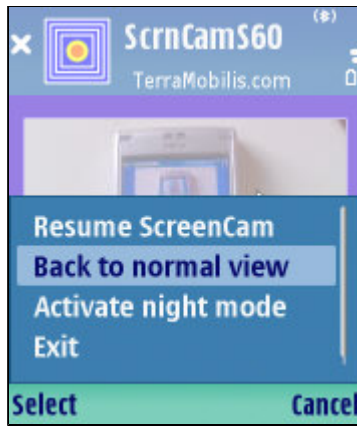 ScrnCamS60
TerraMobilis.com
Resume ScreenCam
Back to normal view
Activate night mode
Exit
Select Cancel